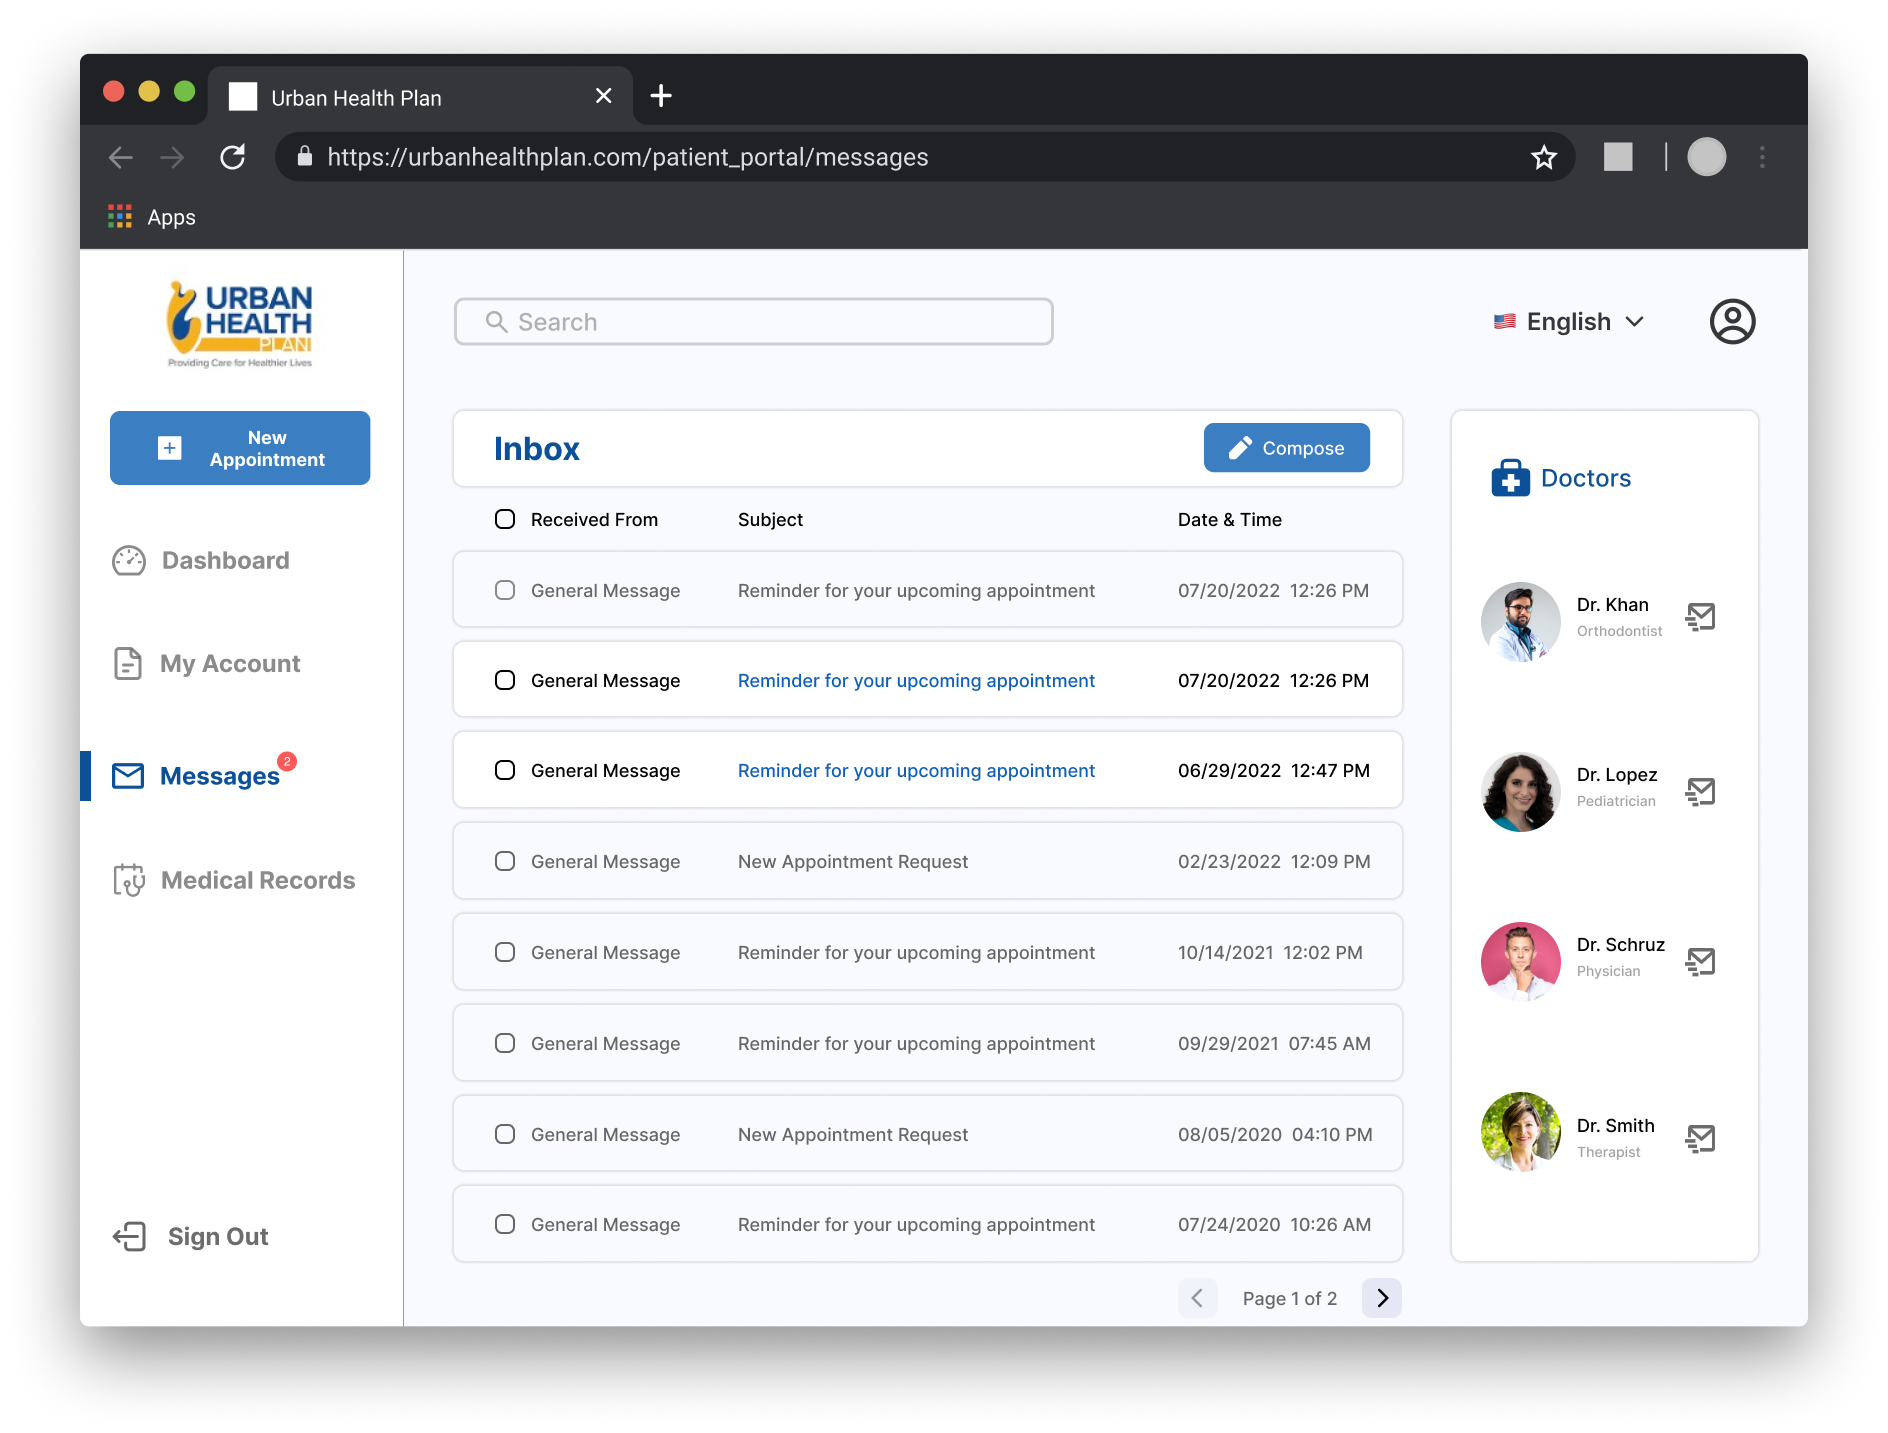 Urban Health Plan
https://urbanhealthplan.com/patient_portal/messages
Apps
URBAN
HEALTH
PLAN
Providing Care for Healthier Lives
New
Appointment
Dashboard
My Account
Messages 2
Medical Records
Sign Out
Search
English
Inbox
Compose
Received From Subject Date & Time
General Message Reminder for your upcoming appointment 07/20/2022 12:26 PM
General Message Reminder for your upcoming appointment 07/20/2022 12:26 PM
General Message Reminder for your upcoming appointment 06/29/2022 12:47 PM
General Message New Appointment Request 02/23/2022 12:09 PM
General Message Reminder for your upcoming appointment 10/14/2021 12:02 PM
General Message Reminder for your upcoming appointment 09/29/2021 07:45 AM
General Message New Appointment Request 08/05/2020 04:10 PM
General Message Reminder for your upcoming appointment 07/24/2020 10:26 AM
Page 1 of 2
Doctors
Dr. Khan
Orthodontist
Dr. Lopez
Pediatrician
Dr. Schruz
Physician
Dr. Smith
Therapist